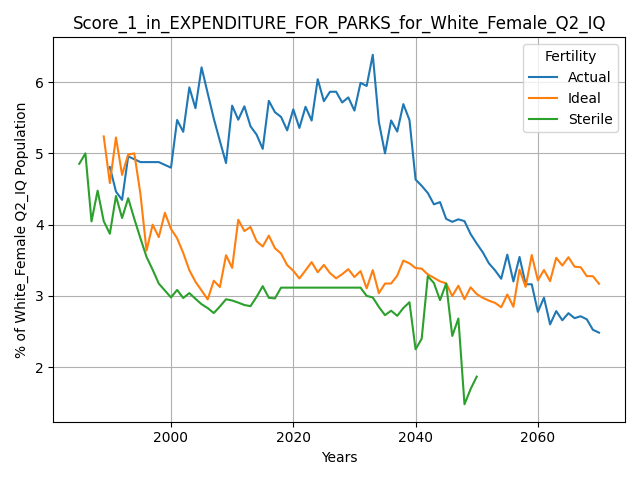 Score_1_in_EXPENDITURE_FOR_PARKS_for_White_Female_Q2_IQ
Fertility
Actual
Ideal
Sterile
% of White_Female Q2_IQ Population
6
5
4
3
2
2000
2020
2040
2060
Years